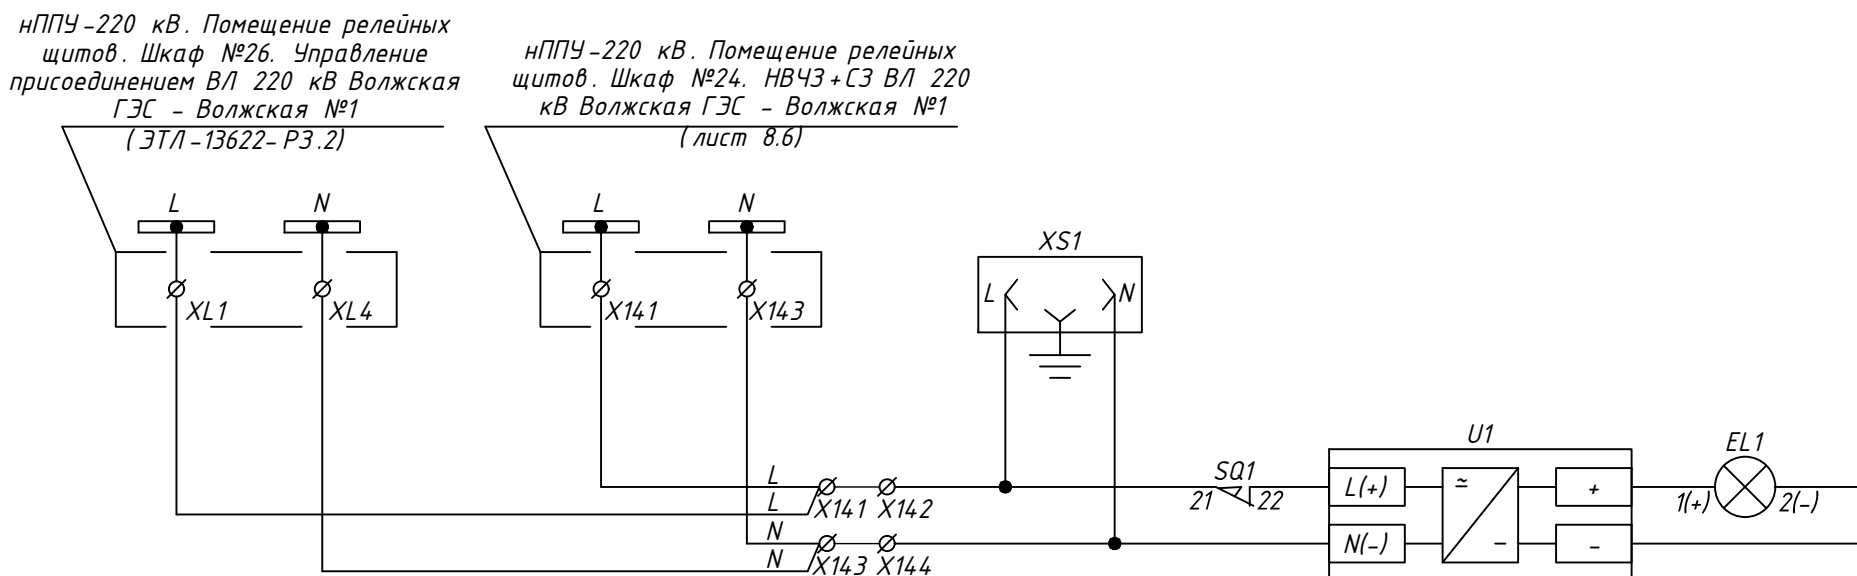 нППУ-220 кВ. Помещение релейных
щитов. Шкаф №26. Управление
присоединением ВЛ 220 кВ Волжская
ГЭС - Волжская №1
(ЭТЛ-13622-РЗ.2)
нППУ-220 кВ. Помещение релейных
щитов. Шкаф №24. НВЧЗ+СЗ ВЛ 220
кВ Волжская ГЭС - Волжская №1
(лист 8.6)
L
N
L
N
XS1
L
N
XL1
XL4
X141
X143
U1
EL1
L
SQ1
L(+)
≃
+
L
X141
X142
21
22
1(+)
2(-)
N
N(-)
-
-
N
X143
X144